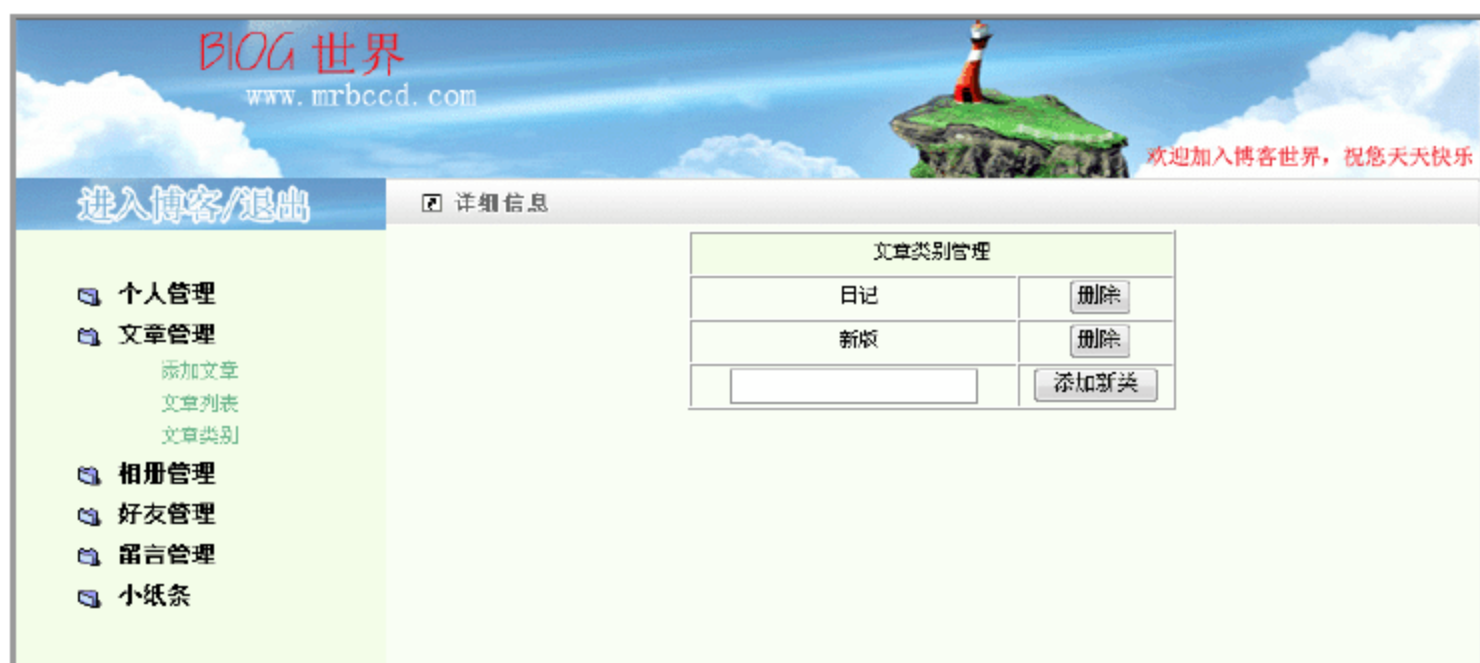 BlOG 世界
www.mrbccd.com
欢迎加入博客世界，祝您天天快乐
进入博客/退出
详细信息
个人管理
文章管理
添加文章
文章列表
文章类别
相册管理
好友管理
留言管理
小纸条
文章类别管理
日记 删除
新版 删除
添加新类